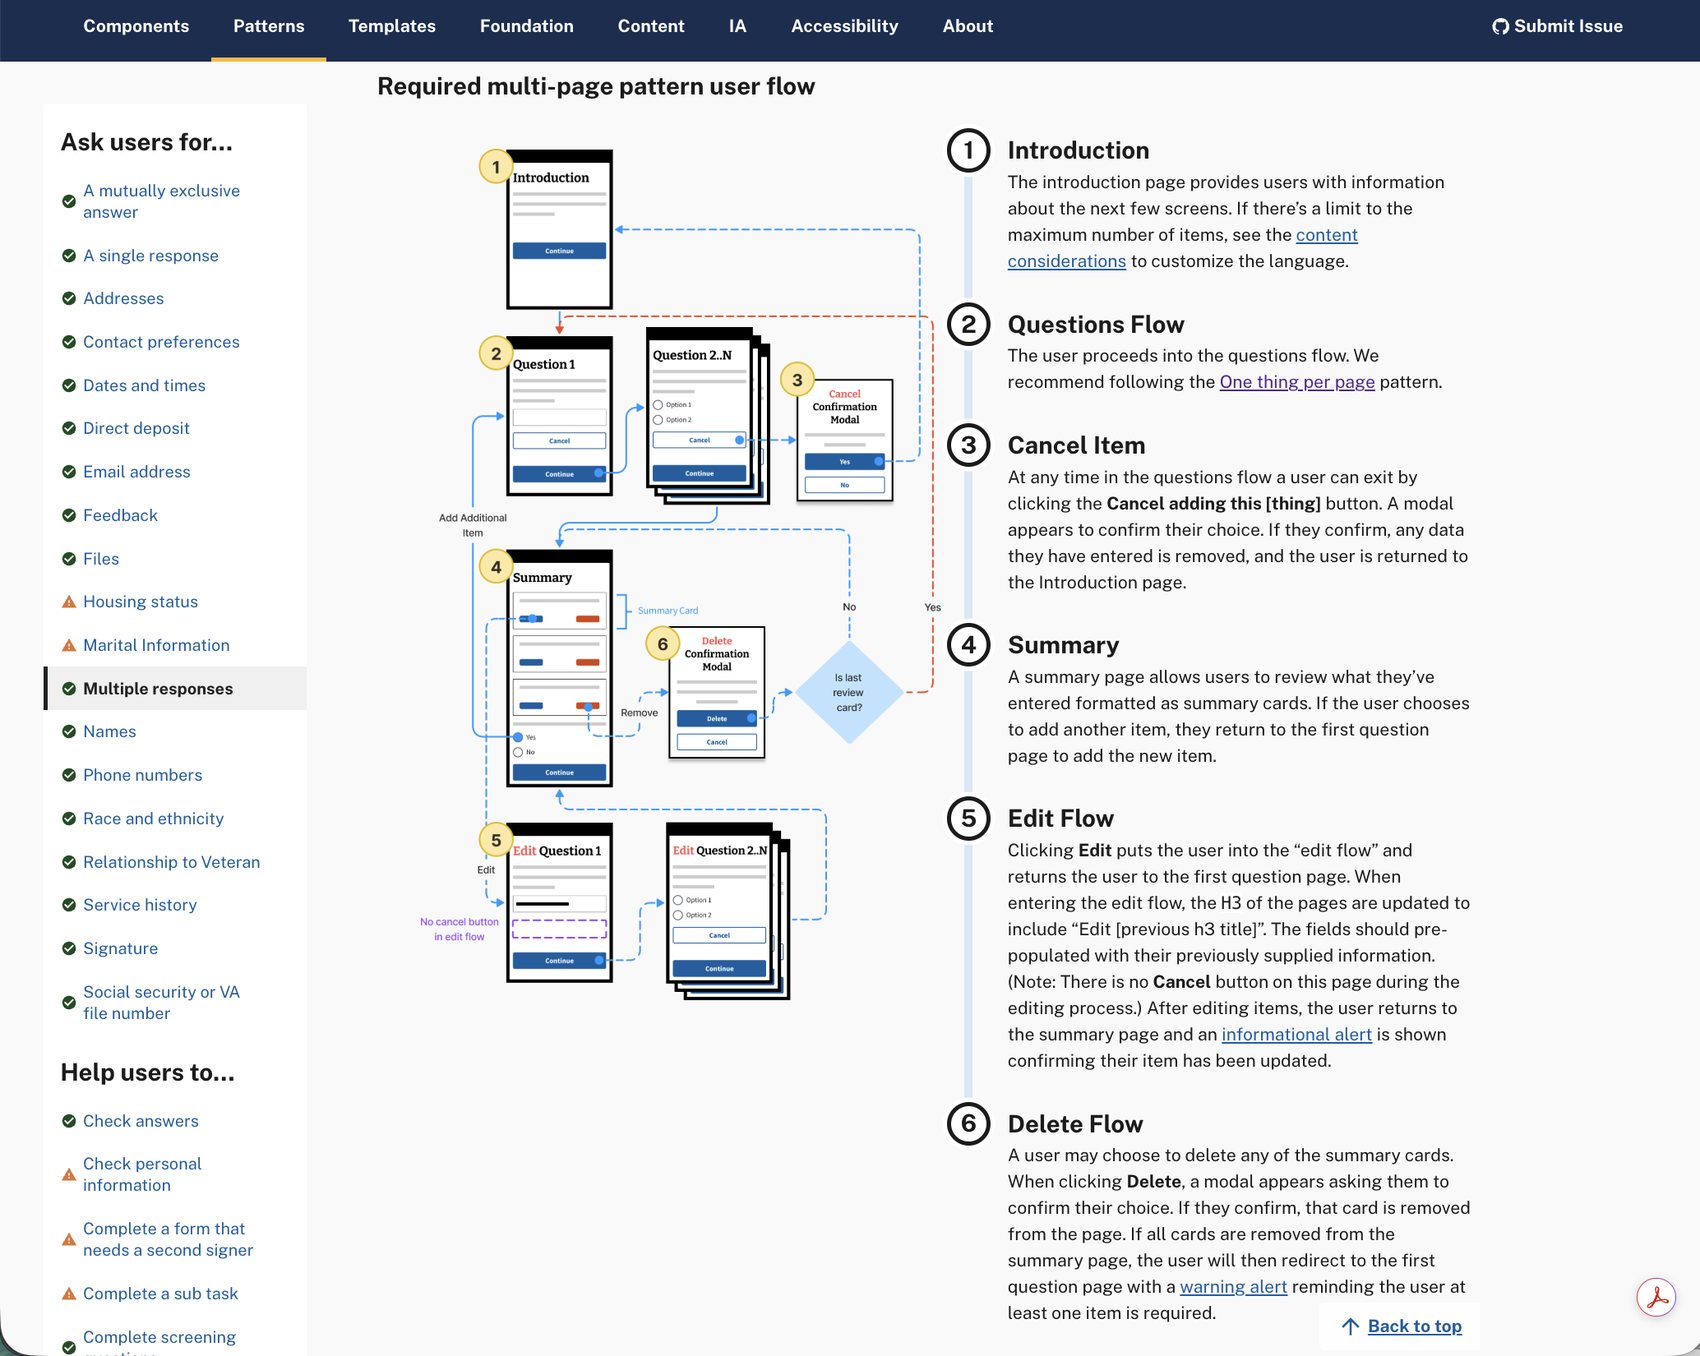 Components Patterns Templates Foundation Content IA Accessibility About Submit Issue
Ask users for...
A mutually exclusive
answer
A single response
Addresses
Contact preferences
Dates and times
Direct deposit
Email address
Feedback
Files
Housing status
Marital Information
Multiple responses
Names
Phone numbers
Race and ethnicity
Relationship to Veteran
Service history
Signature
Social security or VA
file number
Help users to...
Check answers
Check personal
information
Complete a form that
needs a second signer
Complete a sub task
Complete screening
Required multi-page pattern user flow
1
Introduction
Continue
2
Question 1
Cancel
Continue
Question 2..N
Option 1
Option 2
Cancel
Continue
3
Cancel
Confirmation
Modal
Yes
No
Add Additional
Item
4
Summary
Summary Card
Yes
No
Continue
Remove
6
Delete
Confirmation
Modal
Delete
Cancel
Is last
review
card?
No
Yes
5
Edit Question 1
Edit
No cancel button
in edit flow
Continue
Edit Question 2..N
Option 1
Option 2
Cancel
Continue
1 Introduction
The introduction page provides users with information
about the next few screens. If there’s a limit to the
maximum number of items, see the content
considerations to customize the language.
2 Questions Flow
The user proceeds into the questions flow. We
recommend following the One thing per page pattern.
3 Cancel Item
At any time in the questions flow a user can exit by
clicking the Cancel adding this [thing] button. A modal
appears to confirm their choice. If they confirm, any data
they have entered is removed, and the user is returned to
the Introduction page.
4 Summary
A summary page allows users to review what they’ve
entered formatted as summary cards. If the user chooses
to add another item, they return to the first question
page to add the new item.
5 Edit Flow
Clicking Edit puts the user into the “edit flow” and
returns the user to the first question page. When
entering the edit flow, the H3 of the pages are updated to
include “Edit [previous h3 title]”. The fields should pre-
populated with their previously supplied information.
(Note: There is no Cancel button on this page during the
editing process.) After editing items, the user returns to
the summary page and an informational alert is shown
confirming their item has been updated.
6 Delete Flow
A user may choose to delete any of the summary cards.
When clicking Delete, a modal appears asking them to
confirm their choice. If they confirm, that card is removed
from the page. If all cards are removed from the
summary page, the user will then redirect to the first
question page with a warning alert reminding the user at
least one item is required.
Back to top